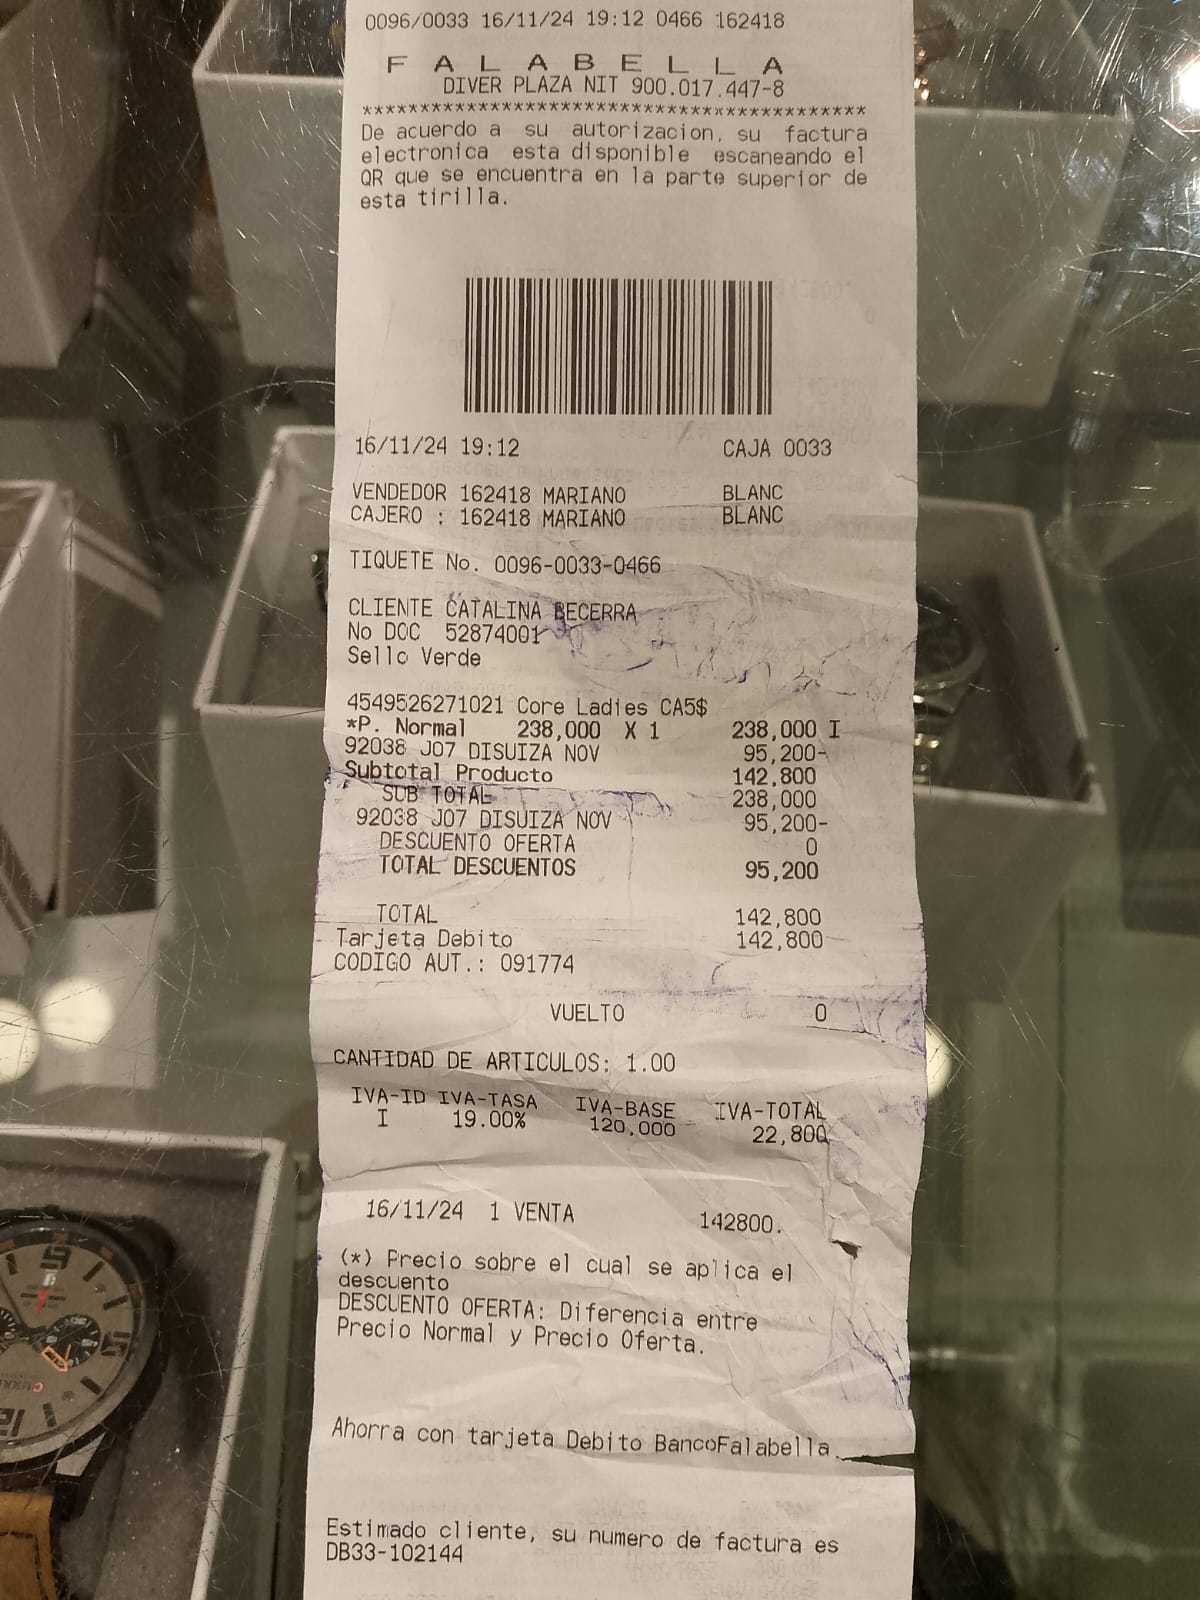 0096/0033 16/11/24 19:12 0466 162418
F A L A B E L L A
DIVER PLAZA NIT 900.017.447-8
********************************************
De acuerdo a su autorizacion, su factura
electronica esta disponible escaneando el
QR que se encuentra en la parte superior de
esta tirilla.
16/11/24 19:12 CAJA 0033
VENDEDOR 162418 MARIANO BLANC
CAJERO : 162418 MARIANO BLANC
TIQUETE No. 0096-0033-0466
CLIENTE CATALINA BECERRA
No DOC 52874001
Sello Verde
4549526271021 Core Ladies CA5$
*P. Normal 238,000 X 1 238,000 I
92038 J07 DISUIZA NOV 95,200-
Subtotal Producto 142,800
SUB TOTAL 238,000
92038 J07 DISUIZA NOV 95,200-
DESCUENTO OFERTA 0
TOTAL DESCUENTOS 95,200
TOTAL 142,800
Tarjeta Debito 142,800
CODIGO AUT.: 091774
VUELTO 0
CANTIDAD DE ARTICULOS: 1.00
IVA-ID IVA-TASA IVA-BASE IVA-TOTAL
I 19.00% 120,000 22,800
16/11/24 1 VENTA 142800.
(*) Precio sobre el cual se aplica el
descuento
DESCUENTO OFERTA: Diferencia entre
Precio Normal y Precio Oferta.
Ahorra con tarjeta Debito BancoFalabella.
Estimado cliente, su numero de factura es
DB33-102144